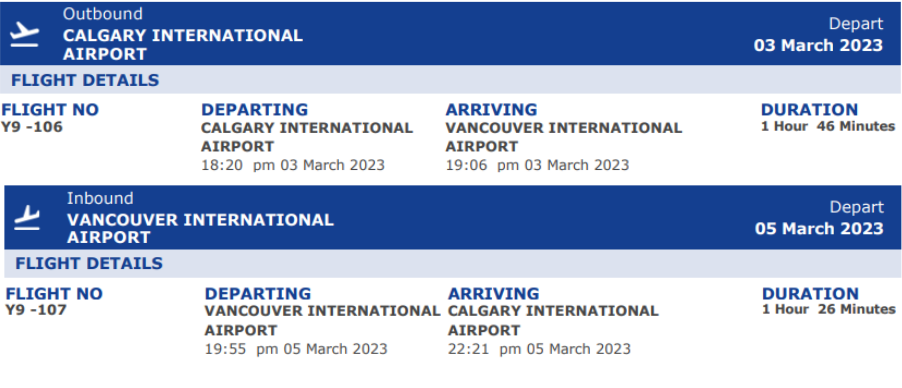 Outbound
CALGARY INTERNATIONAL
AIRPORT
Depart
03 March 2023
FLIGHT DETAILS
FLIGHT NO
Y9 -106
DEPARTING
CALGARY INTERNATIONAL
AIRPORT
18:20 pm 03 March 2023
ARRIVING
VANCOUVER INTERNATIONAL
AIRPORT
19:06 pm 03 March 2023
DURATION
1 Hour 46 Minutes
Inbound
VANCOUVER INTERNATIONAL
AIRPORT
Depart
05 March 2023
FLIGHT DETAILS
FLIGHT NO
Y9 -107
DEPARTING
VANCOUVER INTERNATIONAL
AIRPORT
19:55 pm 05 March 2023
ARRIVING
CALGARY INTERNATIONAL
AIRPORT
22:21 pm 05 March 2023
DURATION
1 Hour 26 Minutes